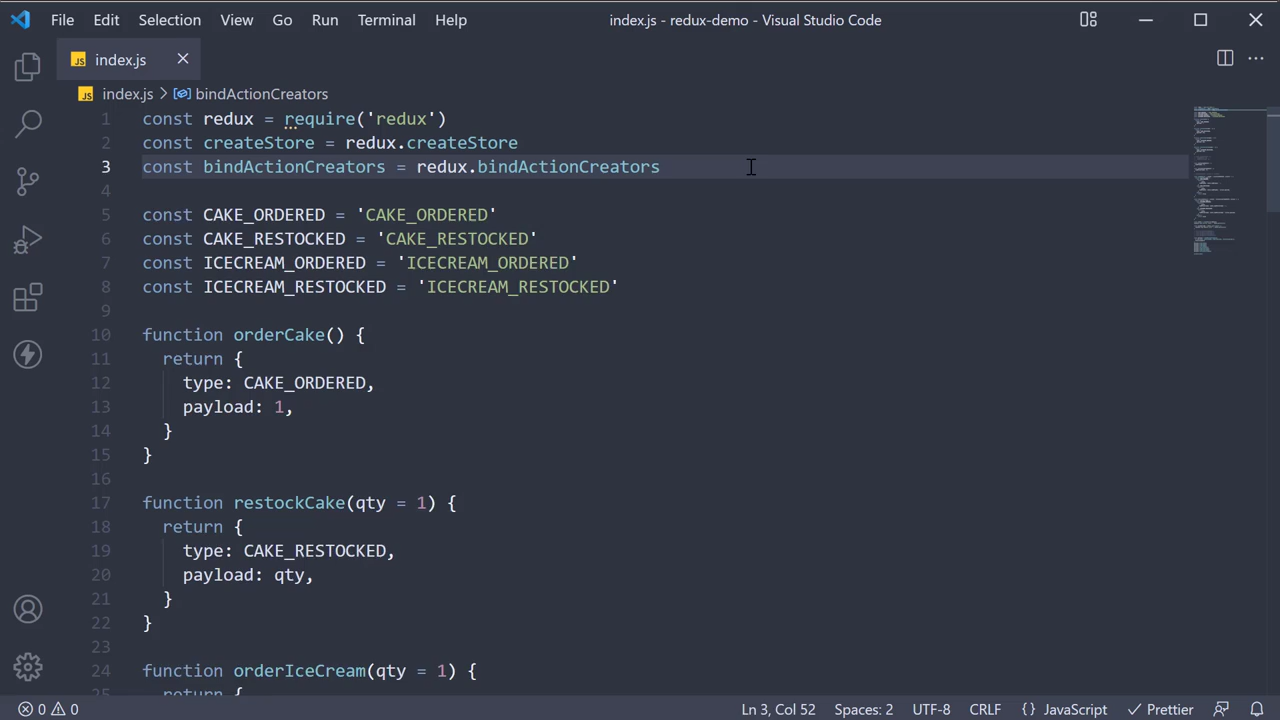 File Edit Selection View Go Run Terminal Help index.js - redux-demo - Visual Studio Code
JS index.js
JS index.js > bindActionCreators
1 const redux = require('redux')
2 const createStore = redux.createStore
3 const bindActionCreators = redux.bindActionCreators
4
5 const CAKE_ORDERED = 'CAKE_ORDERED'
6 const CAKE_RESTOCKED = 'CAKE_RESTOCKED'
7 const ICECREAM_ORDERED = 'ICECREAM_ORDERED'
8 const ICECREAM_RESTOCKED = 'ICECREAM_RESTOCKED'
9
10 function orderCake() {
11 return {
12 type: CAKE_ORDERED,
13 payload: 1,
14 }
15 }
16
17 function restockCake(qty = 1) {
18 return {
19 type: CAKE_RESTOCKED,
20 payload: qty,
21 }
22 }
23
24 function orderIceCream(qty = 1) {
25 return {
0 0 Ln 3, Col 52 Spaces: 2 UTF-8 CRLF {} JavaScript Prettier